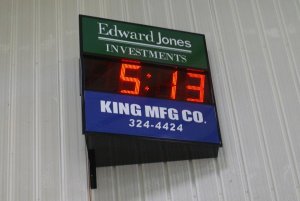 Edward Jones
INVESTMENTS
5:13
KING MFG CO.
324-4424